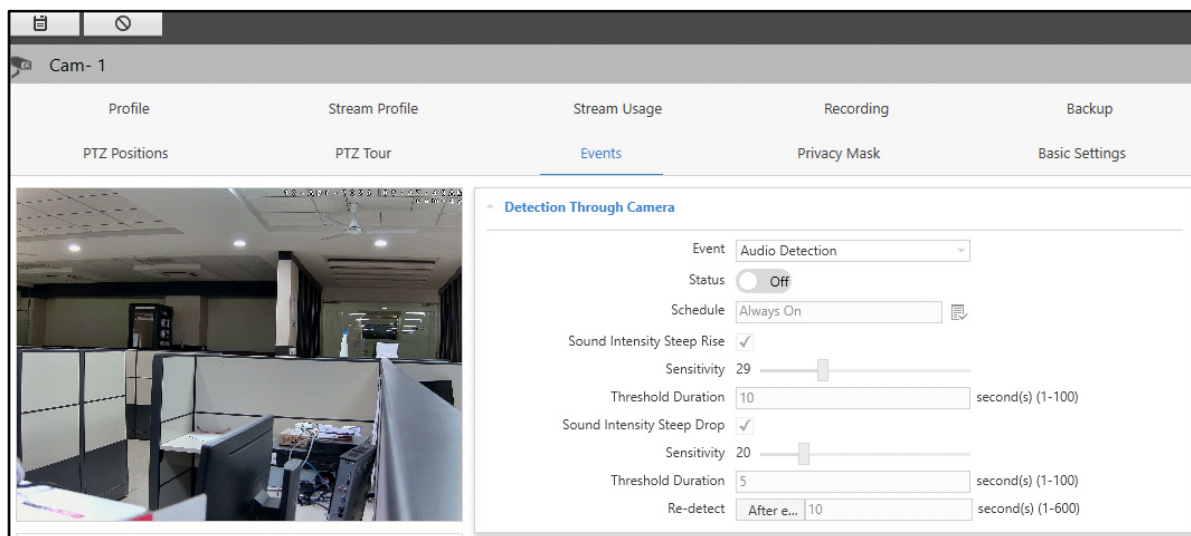 Cam- 1
Profile Stream Profile Stream Usage Recording Backup
PTZ Positions PTZ Tour Events Privacy Mask Basic Settings
Detection Through Camera
Event Audio Detection
Status Off
Schedule Always On
Sound Intensity Steep Rise
Sensitivity 29
Threshold Duration 10 second(s) (1-100)
Sound Intensity Steep Drop
Sensitivity 20
Threshold Duration 5 second(s) (1-100)
Re-detect After e... 10 second(s) (1-600)